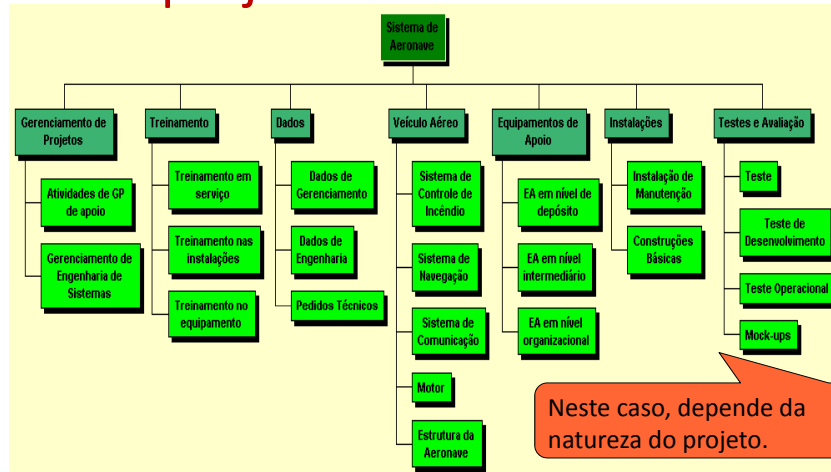 Sistema de
Aeronave
Gerenciamento de
Projetos
Treinamento
Dados
Veículo Aéreo
Equipamentos de
Apoio
Instalações
Testes e Avaliação
Atividades de GP
de apoio
Gerenciamento de
Engenharia de
Sistemas
Treinamento em
serviço
Treinamento nas
instalações
Treinamento no
equipamento
Dados de
Gerenciamento
Dados de
Engenharia
Pedidos Técnicos
Sistema de
Controle de
Incêndio
Sistema de
Navegação
Sistema de
Comunicação
Motor
Estrutura da
Aeronave
EA em nível de
depósito
EA em nível
intermediário
EA em nível
organizacional
Instalação de
Manutenção
Construções
Básicas
Teste
Teste de
Desenvolvimento
Teste Operacional
Mock-ups
Neste caso, depende da
natureza do projeto.